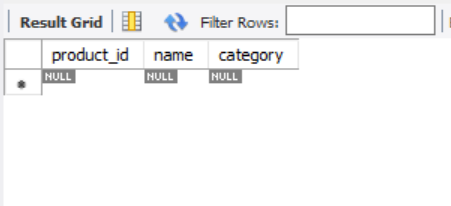 Result Grid Filter Rows:
product_id name category
NULL NULL NULL